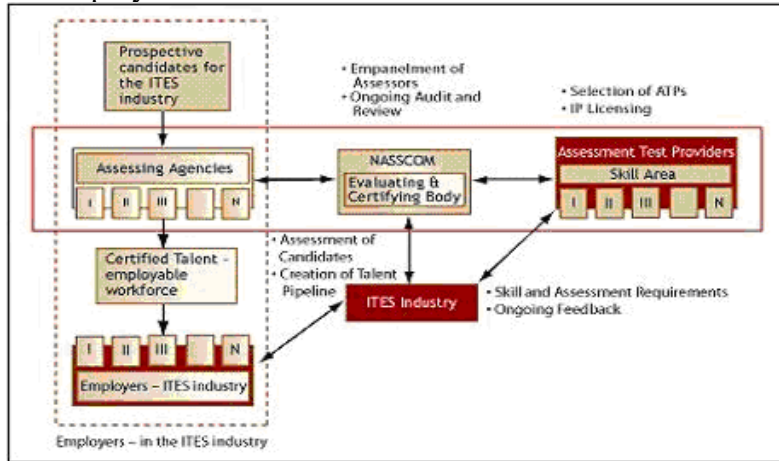 Prospective
candidates for
the ITES
industry
• Empanelment of
Assessors
• Ongoing Audit and
Review
• Selection of ATPs
• IP Licensing
Assessing Agencies
I II III N
NASSCOM
Evaluating &
Certifying Body
Assessment Test Providers
Skill Area
I II III N
Certified Talent –
employable
workforce
• Assessment of
Candidates
• Creation of Talent
Pipeline
ITES Industry
• Skill and Assessment Requirements
• Ongoing Feedback
I II III N
Employers – ITES industry
Employers – in the ITES industry